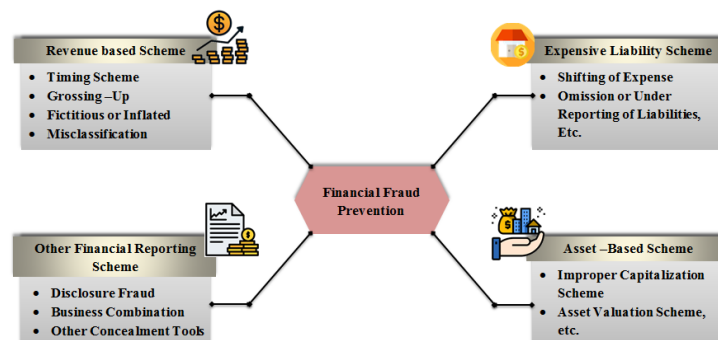 Revenue based Scheme
• Timing Scheme
• Grossing –Up
• Fictitious or Inflated
• Misclassification
Expensive Liability Scheme
• Shifting of Expense
• Omission or Under
Reporting of Liabilities,
Etc.
Financial Fraud
Prevention
Other Financial Reporting
Scheme
• Disclosure Fraud
• Business Combination
• Other Concealment Tools
Asset –Based Scheme
• Improper Capitalization
Scheme
• Asset Valuation Scheme,
etc.